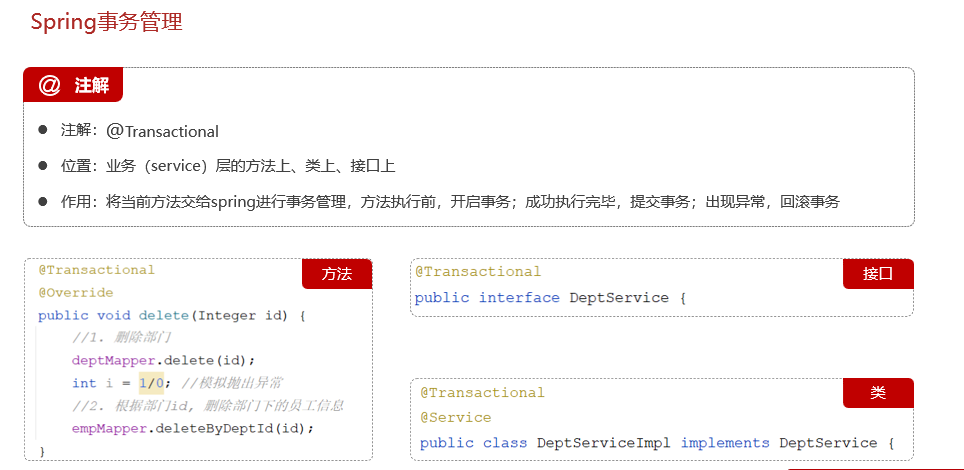 Spring事务管理
@ 注解
● 注解：@Transactional
● 位置：业务（service）层的方法上、类上、接口上
● 作用：将当前方法交给spring进行事务管理，方法执行前，开启事务；成功执行完毕，提交事务；出现异常，回滚事务
方法
@Transactional
@Override
public void delete(Integer id) {
//1. 删除部门
deptMapper.delete(id);
int i = 1/0; //模拟抛出异常
//2. 根据部门id, 删除部门下的员工信息
empMapper.deleteByDeptId(id);
}
接口
@Transactional
public interface DeptService {
类
@Transactional
@Service
public class DeptServiceImpl implements DeptService {